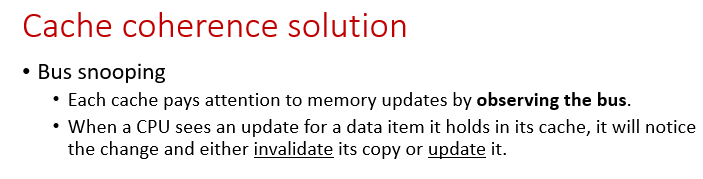 Cache coherence solution
• Bus snooping
• Each cache pays attention to memory updates by observing the bus.
• When a CPU sees an update for a data item it holds in its cache, it will notice
the change and either invalidate its copy or update it.